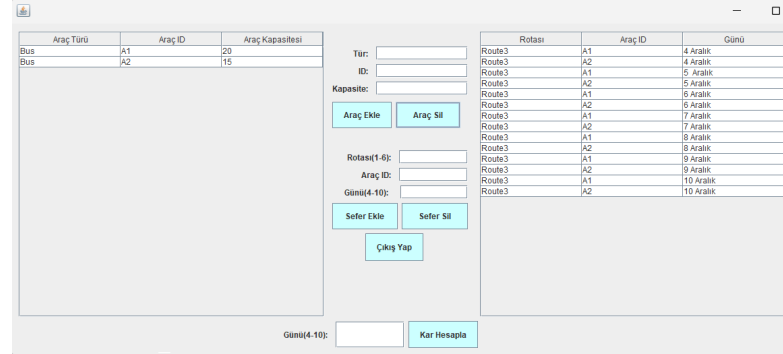 Araç Türü Araç ID Araç Kapasitesi
Bus A1 20
Bus A2 15
Tür:
ID:
Kapasite:
Araç Ekle Araç Sil
Rotası(1-6):
Araç ID:
Günü(4-10):
Sefer Ekle Sefer Sil
Çıkış Yap
Rotası Araç ID Günü
Route3 A1 4 Aralık
Route3 A2 4 Aralık
Route3 A1 5 Aralık
Route3 A2 5 Aralık
Route3 A1 6 Aralık
Route3 A2 6 Aralık
Route3 A1 7 Aralık
Route3 A2 7 Aralık
Route3 A1 8 Aralık
Route3 A2 8 Aralık
Route3 A1 9 Aralık
Route3 A2 9 Aralık
Route3 A1 10 Aralık
Route3 A2 10 Aralık
Günü(4-10): Kar Hesapla